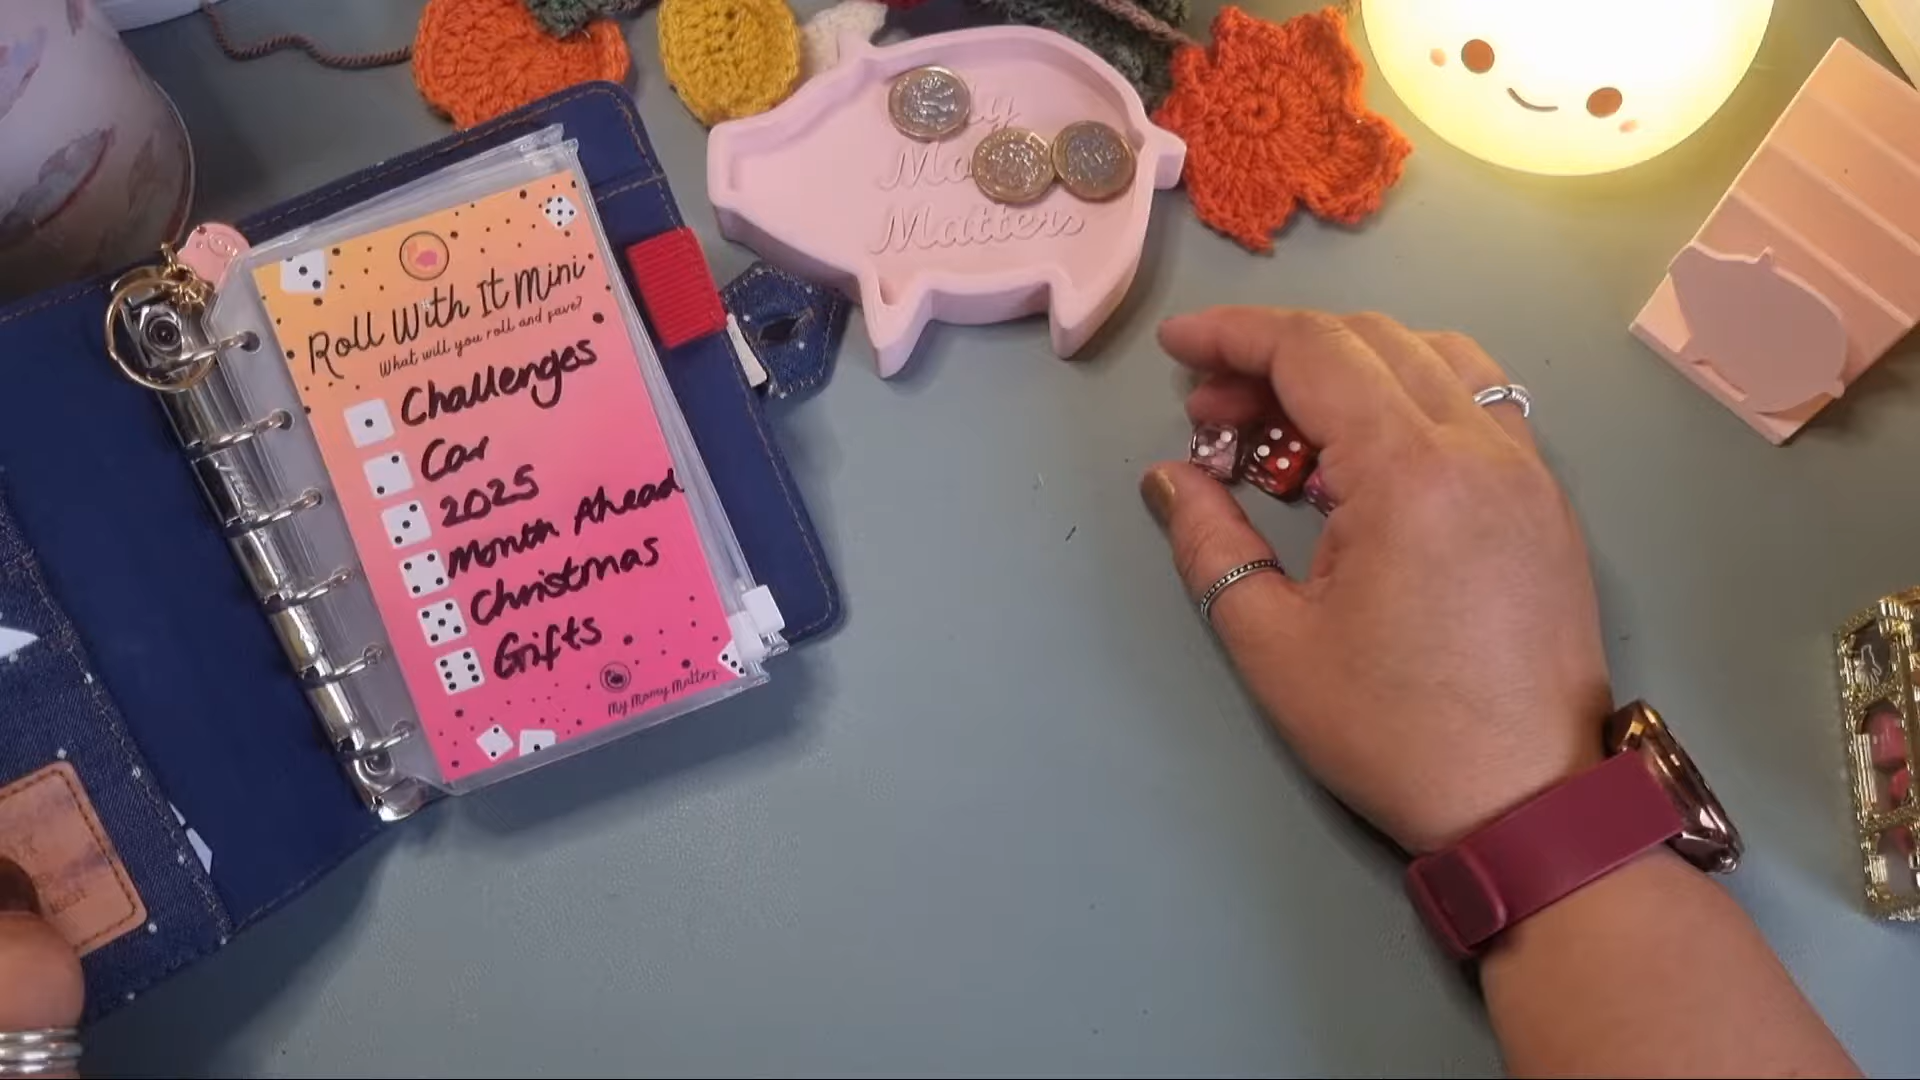 Roll With It Mini
What will you roll and save?
Challenges
Car
2025
Month Ahead
Christmas
Gifts
My Money Matters
My
Mo
Matters